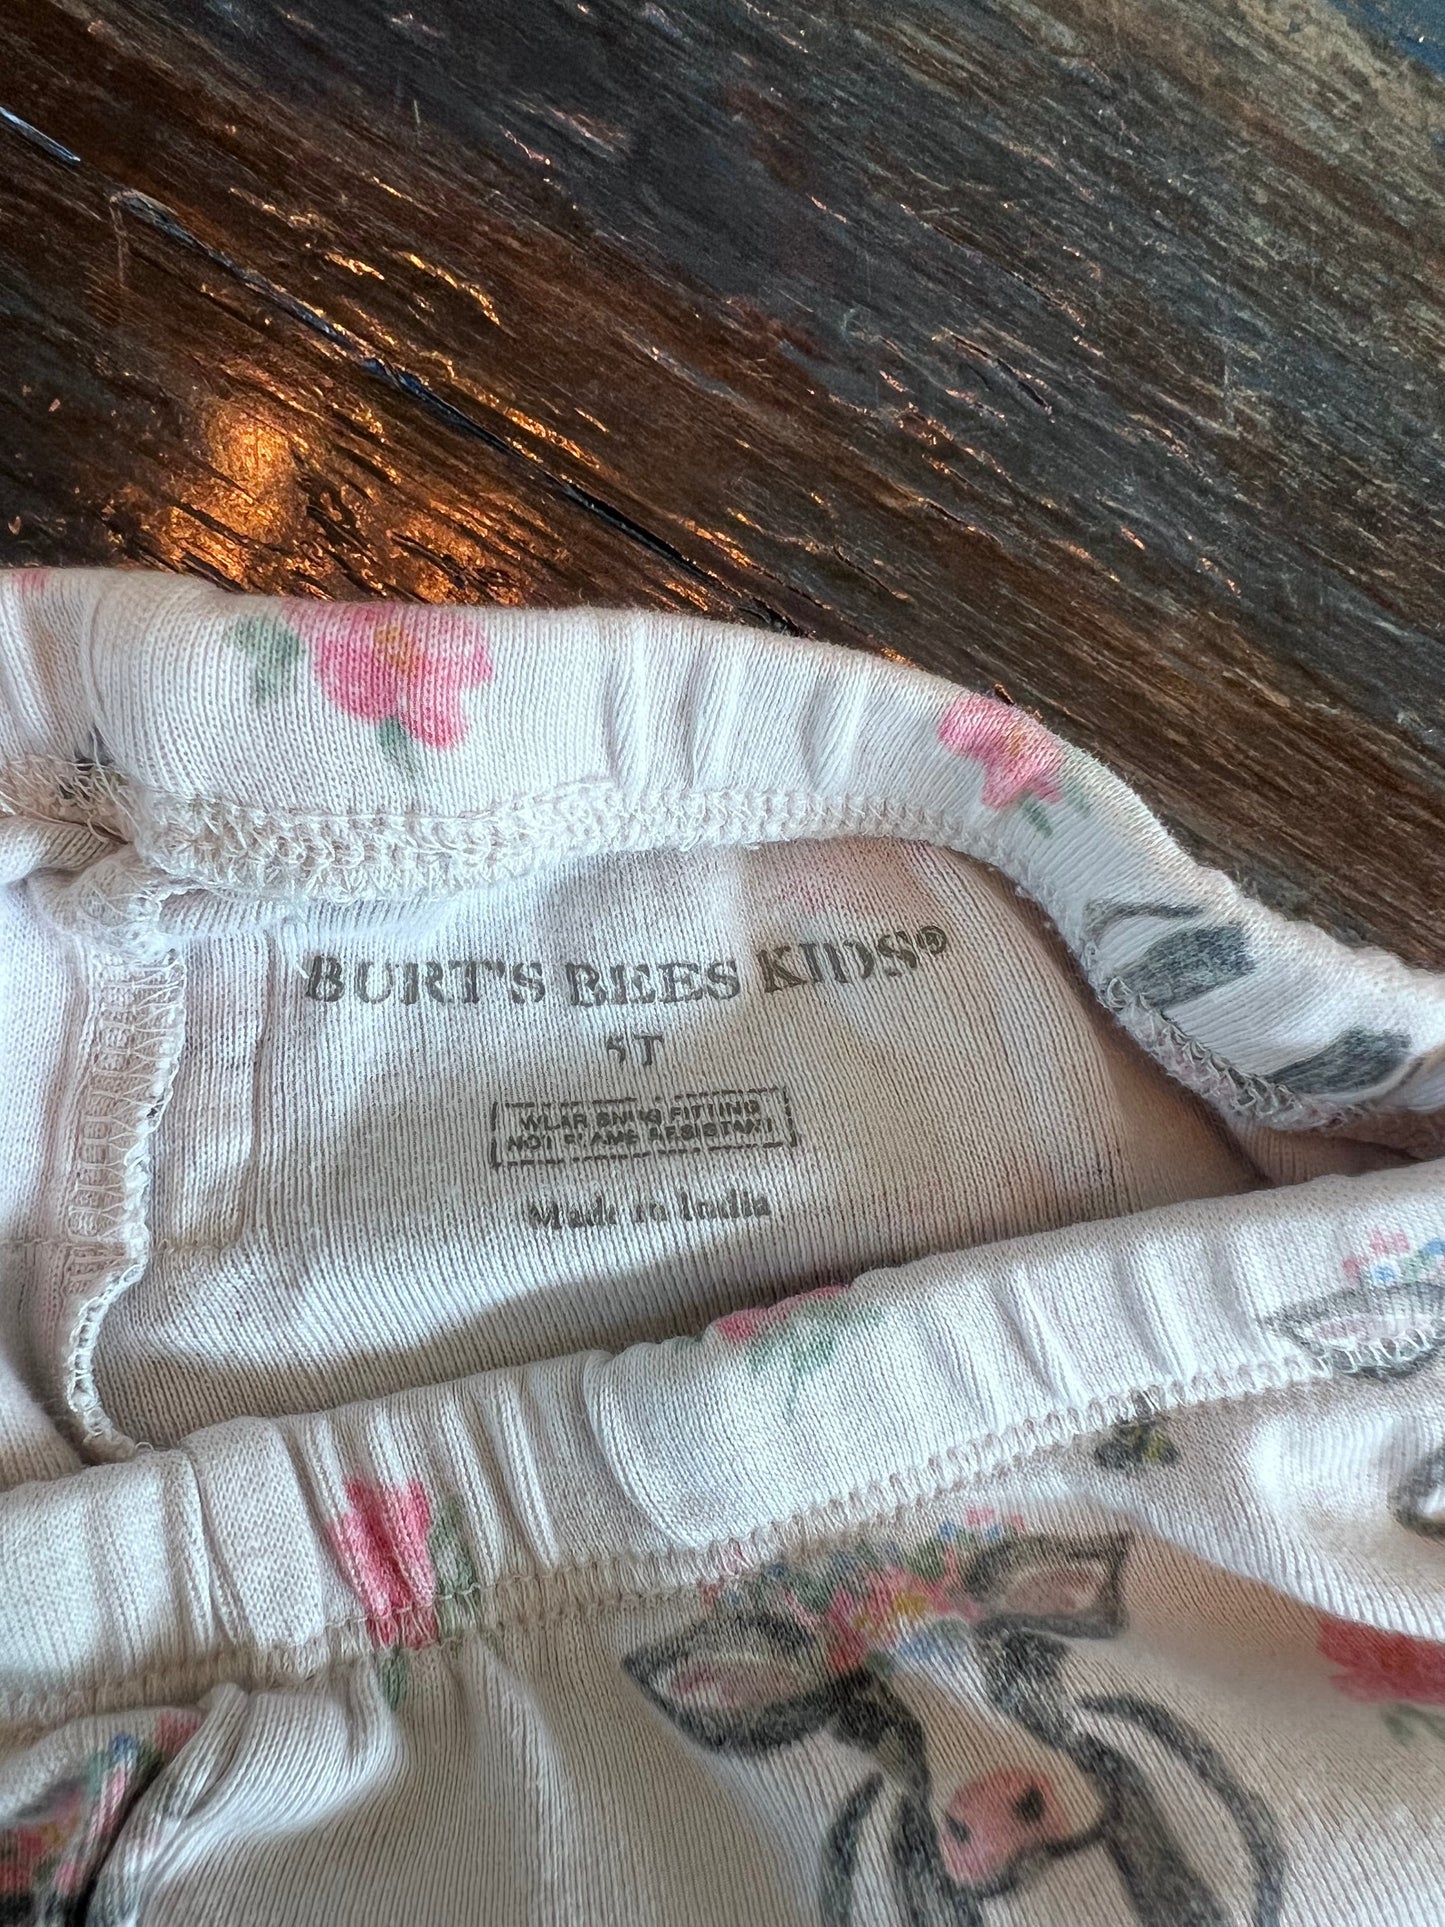 BURT'S BEES KIDS®
5T
WEAR SNUG FITTING
NOT FLAME RESISTANT
Made in India